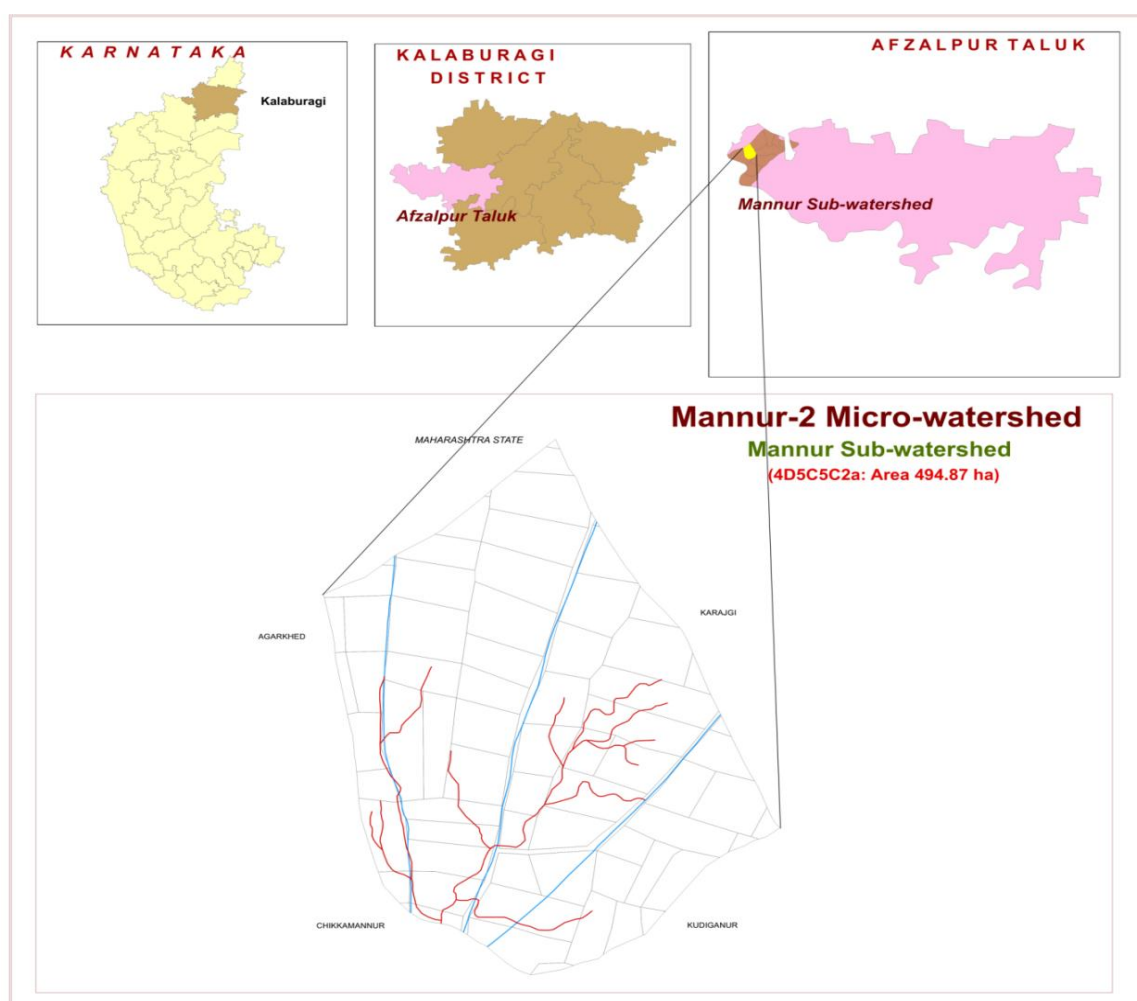 KARNATAKA
Kalaburagi
KALABURAGI
DISTRICT
Afzalpur Taluk
AFZALPUR TALUK
Mannur Sub-watershed
Mannur-2 Micro-watershed
Mannur Sub-watershed
(4D5C5C2a: Area 494.87 ha)
MAHARASHTRA STATE
KARAJGI
AGARKHED
CHIKKAMANNUR
KUDIGANUR